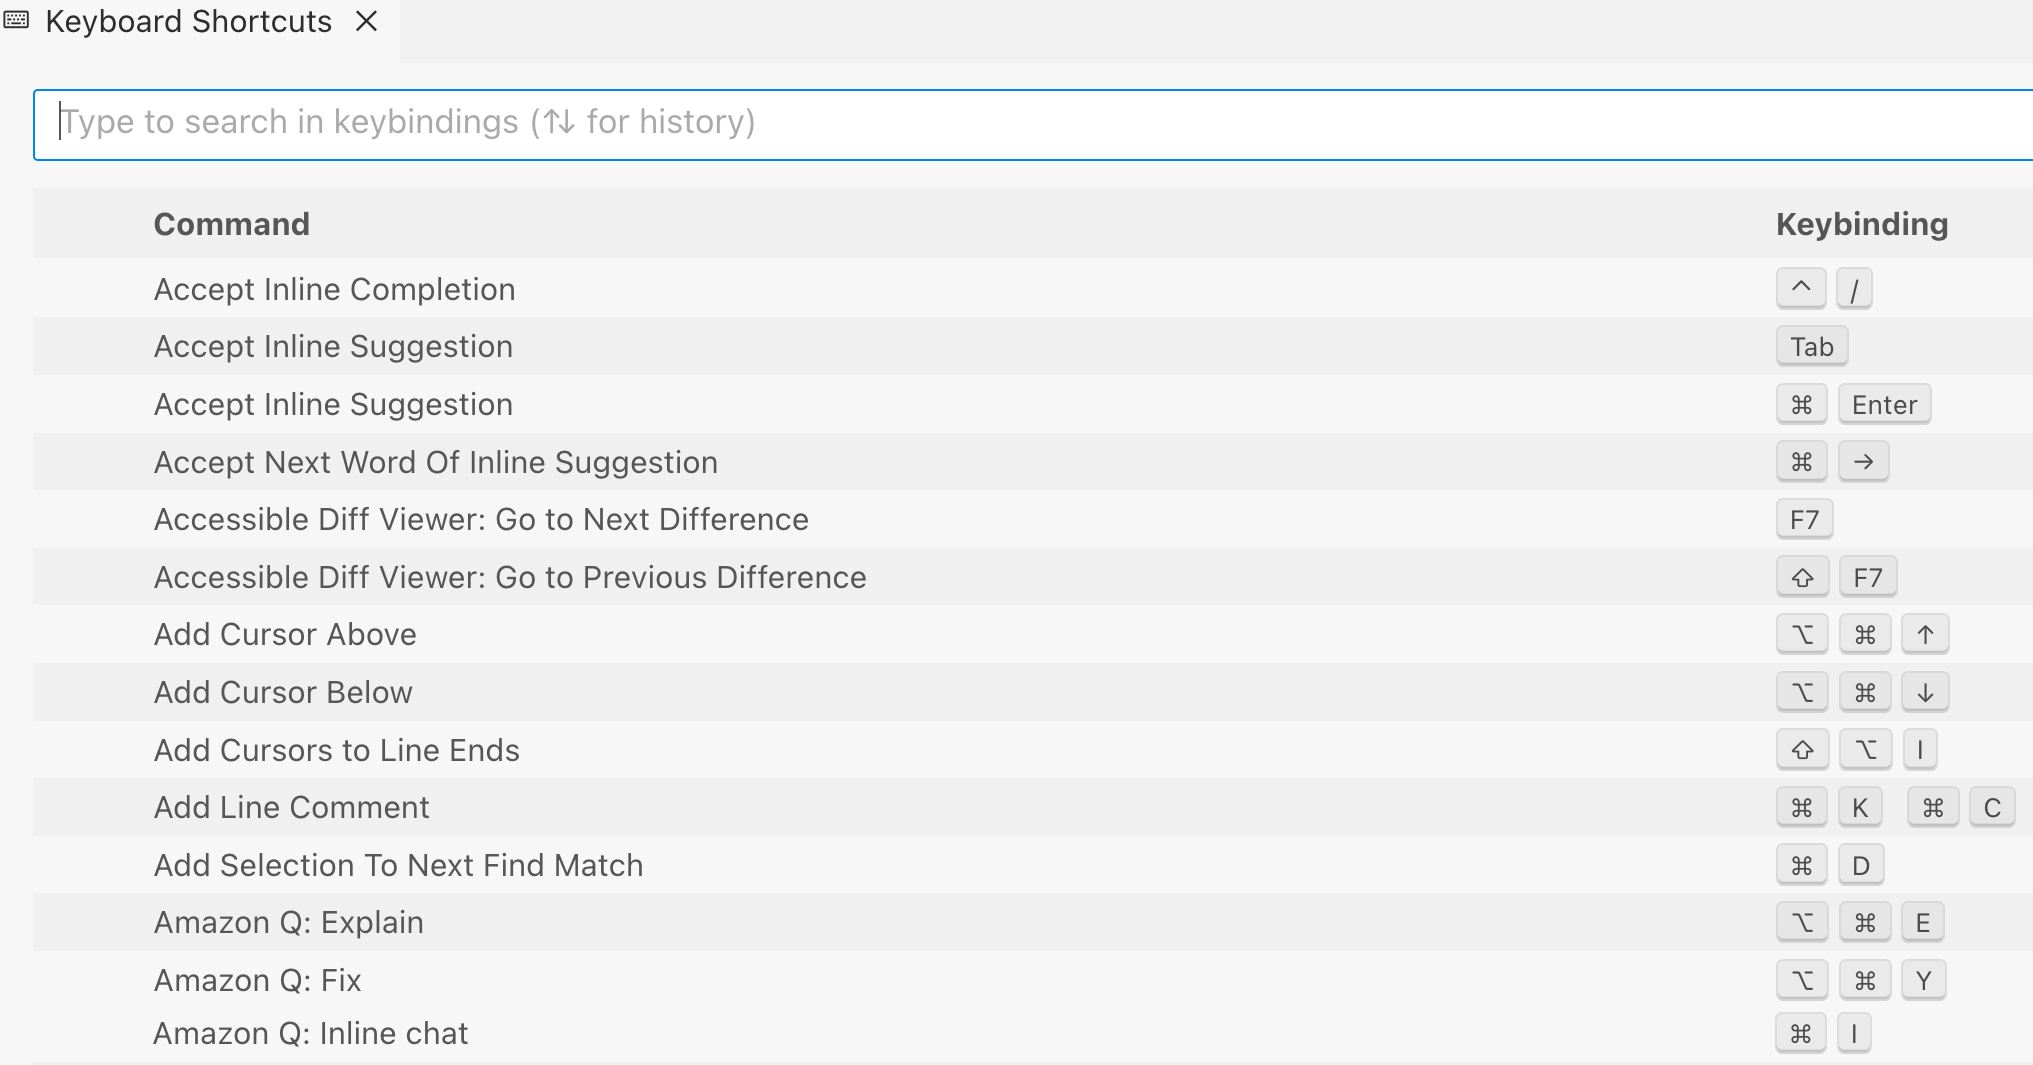 Keyboard Shortcuts
Type to search in keybindings (↑↓ for history)
Command Keybinding
Accept Inline Completion ^ /
Accept Inline Suggestion Tab
Accept Inline Suggestion ⌘ Enter
Accept Next Word Of Inline Suggestion ⌘ →
Accessible Diff Viewer: Go to Next Difference F7
Accessible Diff Viewer: Go to Previous Difference ⇧ F7
Add Cursor Above ⌥ ⌘ ↑
Add Cursor Below ⌥ ⌘ ↓
Add Cursors to Line Ends ⇧ ⌥ I
Add Line Comment ⌘ K ⌘ C
Add Selection To Next Find Match ⌘ D
Amazon Q: Explain ⌥ ⌘ E
Amazon Q: Fix ⌥ ⌘ Y
Amazon Q: Inline chat ⌘ I